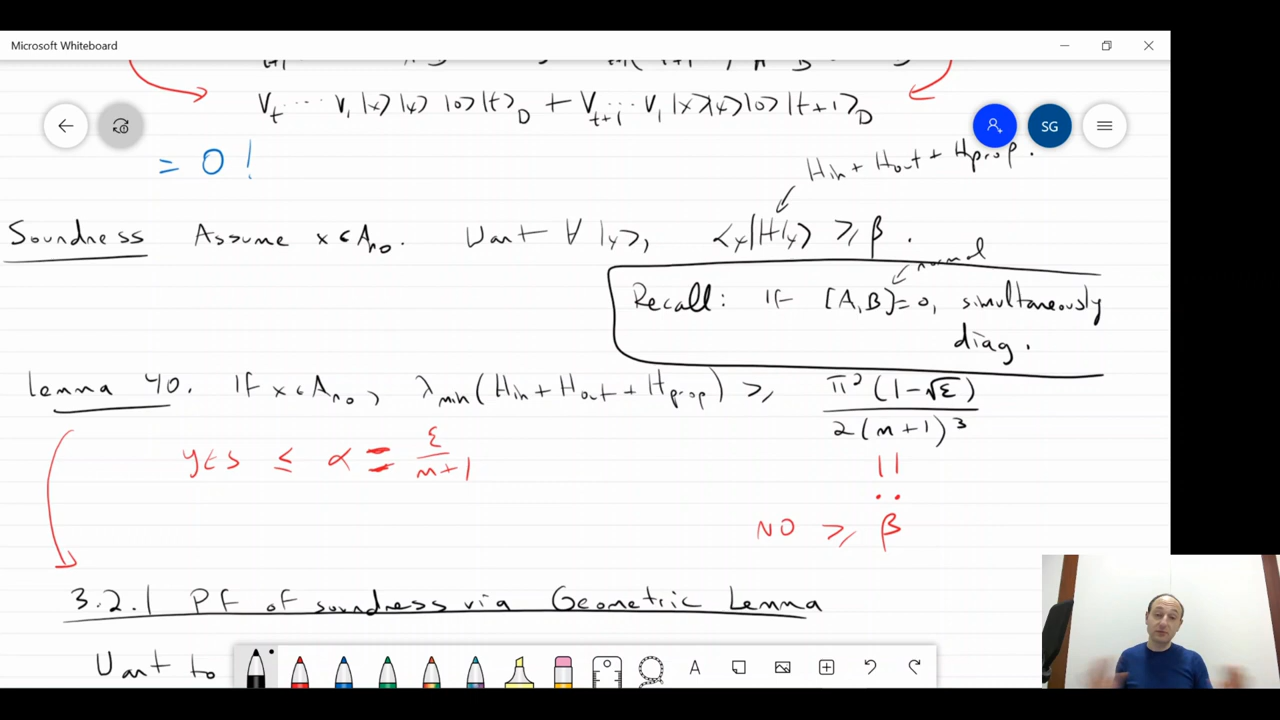 Microsoft Whiteboard
V_t ... V_1 |x>|y> |0>|t>_D + V_{t+1} ... V_1 |x>|y>|0>|t+1>_D
SG
= 0 !
H_in + H_out + H_prop.
Soundness Assume x ∈ A_no. Want ∀ |y>, <y|H|y> ≥ β.
normal
Recall: If [A,B] = 0, simultaneously
diag.
Lemma 40. If x ∈ A_no, λ_min(H_in + H_out + H_prop) ≥ π²(1-√ε) / 2(m+1)³
YES ≤ α = ε / m+1
NO ≥ β
3.2.1 PF of soundness via Geometric Lemma
Want to
A